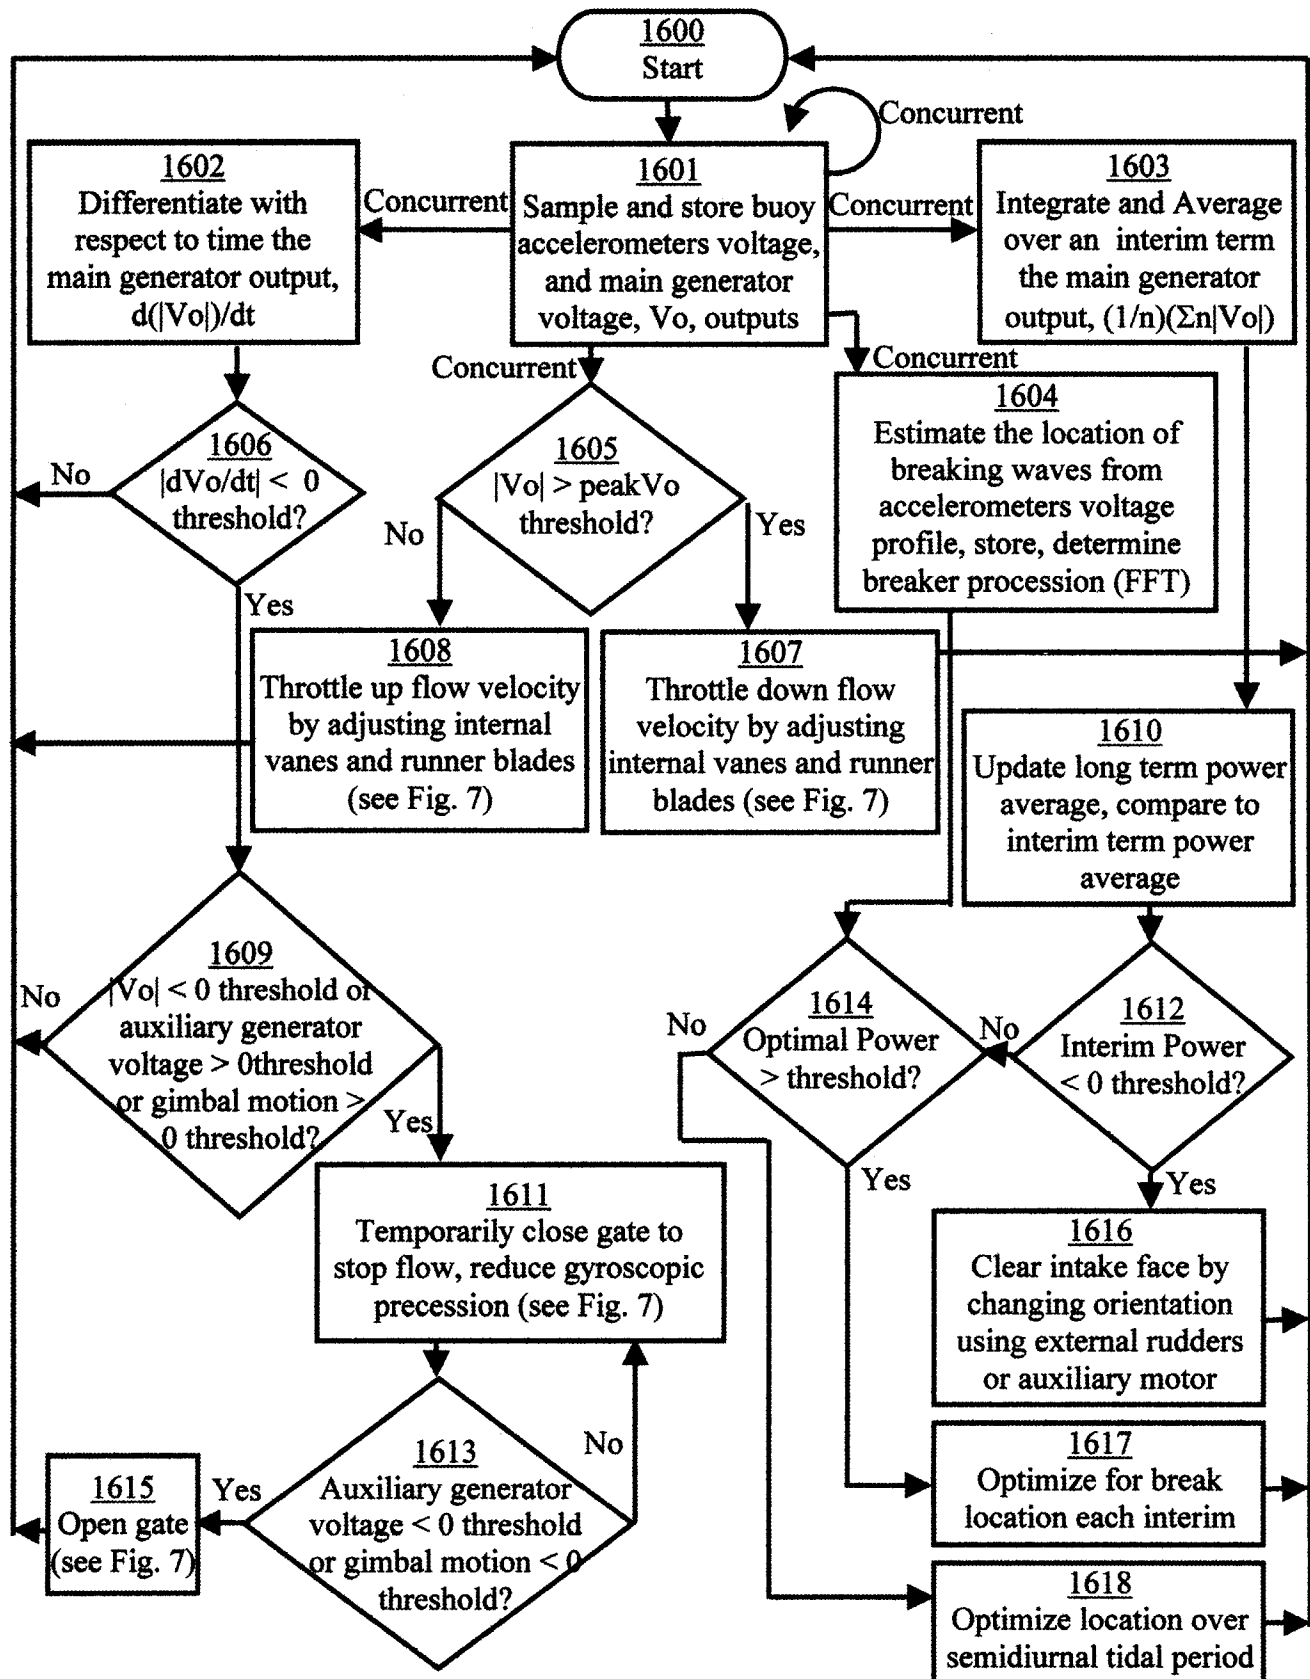 1600
Start
Concurrent
1602
Differentiate with
respect to time the
main generator output,
d(|Vo|)/dt
Concurrent
1601
Sample and store buoy
accelerometers voltage,
and main generator
voltage, Vo, outputs
Concurrent
1603
Integrate and Average
over an interim term
the main generator
output, (1/n)(Σn|Vo|)
Concurrent
Concurrent
1604
Estimate the location of
breaking waves from
accelerometers voltage
profile, store, determine
breaker procession (FFT)
1606
|dVo/dt| < 0
threshold?
No
Yes
1605
|Vo| > peakVo
threshold?
No
Yes
1608
Throttle up flow velocity
by adjusting internal
vanes and runner blades
(see Fig. 7)
1607
Throttle down flow
velocity by adjusting
internal vanes and runner
blades (see Fig. 7)
1610
Update long term power
average, compare to
interim term power
average
1609
|Vo| < 0 threshold or
auxiliary generator
voltage > 0threshold
or gimbal motion >
0 threshold?
No
Yes
1614
Optimal Power
> threshold?
No
Yes
1612
Interim Power
< 0 threshold?
No
Yes
1611
Temporarily close gate to
stop flow, reduce gyroscopic
precession (see Fig. 7)
1616
Clear intake face by
changing orientation
using external rudders
or auxiliary motor
1613
Auxiliary generator
voltage < 0 threshold
or gimbal motion < 0
threshold?
No
Yes
1615
Open gate
(see Fig. 7)
1617
Optimize for break
location each interim
1618
Optimize location over
semidiurnal tidal period